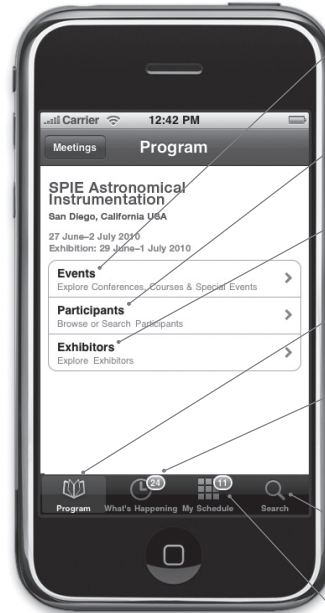 Carrier 12:42 PM
Meetings Program
SPIE Astronomical
Instrumentation
San Diego, California USA
27 June–2 July 2010
Exhibition: 29 June–1 July 2010
Events
Explore Conferences, Courses & Special Events
Participants
Browse or Search Participants
Exhibitors
Explore Exhibitors
24 11
Program What's Happening My Schedule Search